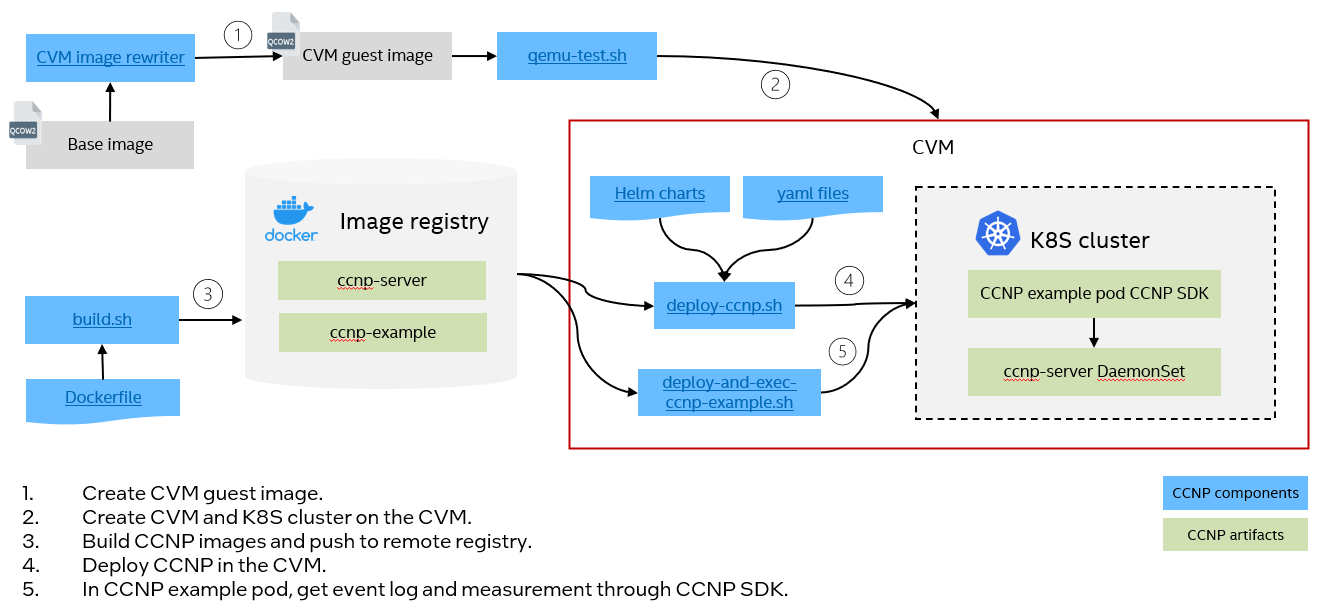 1
QCOW2
CVM image rewriter
CVM guest image
qemu-test.sh
2
QCOW2
Base image
CVM
Helm charts
yaml files
docker
Image registry
K8S cluster
ccnp-server
3
4
CCNP example pod CCNP SDK
build.sh
deploy-ccnp.sh
ccnp-example
5
ccnp-server DaemonSet
Dockerfile
deploy-and-exec-
ccnp-example.sh
1. Create CVM guest image.
2. Create CVM and K8S cluster on the CVM.
3. Build CCNP images and push to remote registry.
4. Deploy CCNP in the CVM.
5. In CCNP example pod, get event log and measurement through CCNP SDK.
CCNP components
CCNP artifacts